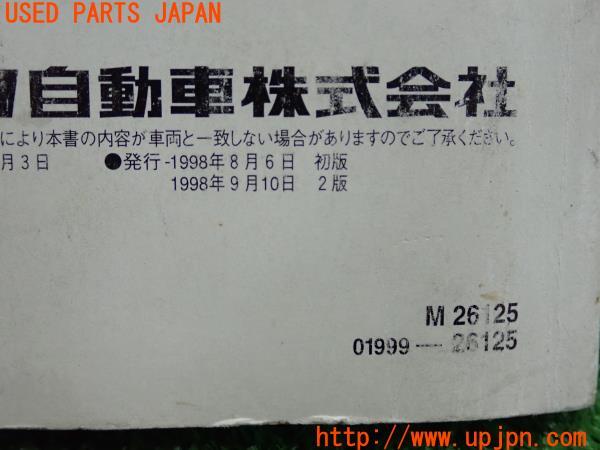 USED PARTS JAPAN
自動車株式会社
により本書の内容が車両と一致しない場合がありますのでご了承ください。
月3日 ●発行-1998年8月6日 初版
1998年9月10日 2版
M 26125
01999-26125
http://www.upjpn.com/